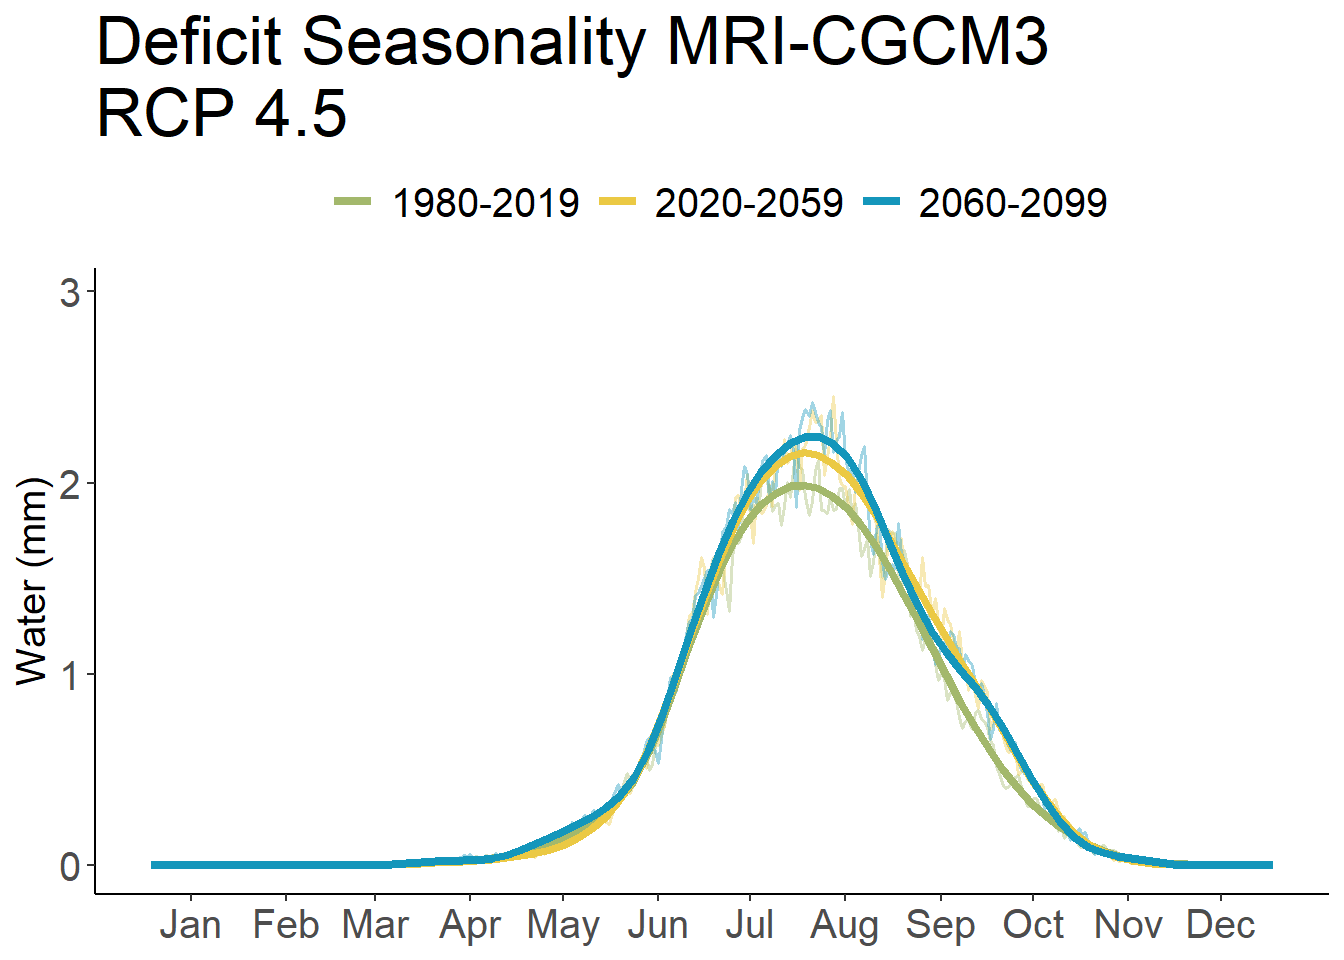 Deficit Seasonality MRI-CGCM3
RCP 4.5
1980-2019 2020-2059 2060-2099
3
2
1
0
Water (mm)
Jan Feb Mar Apr May Jun Jul Aug Sep Oct Nov Dec